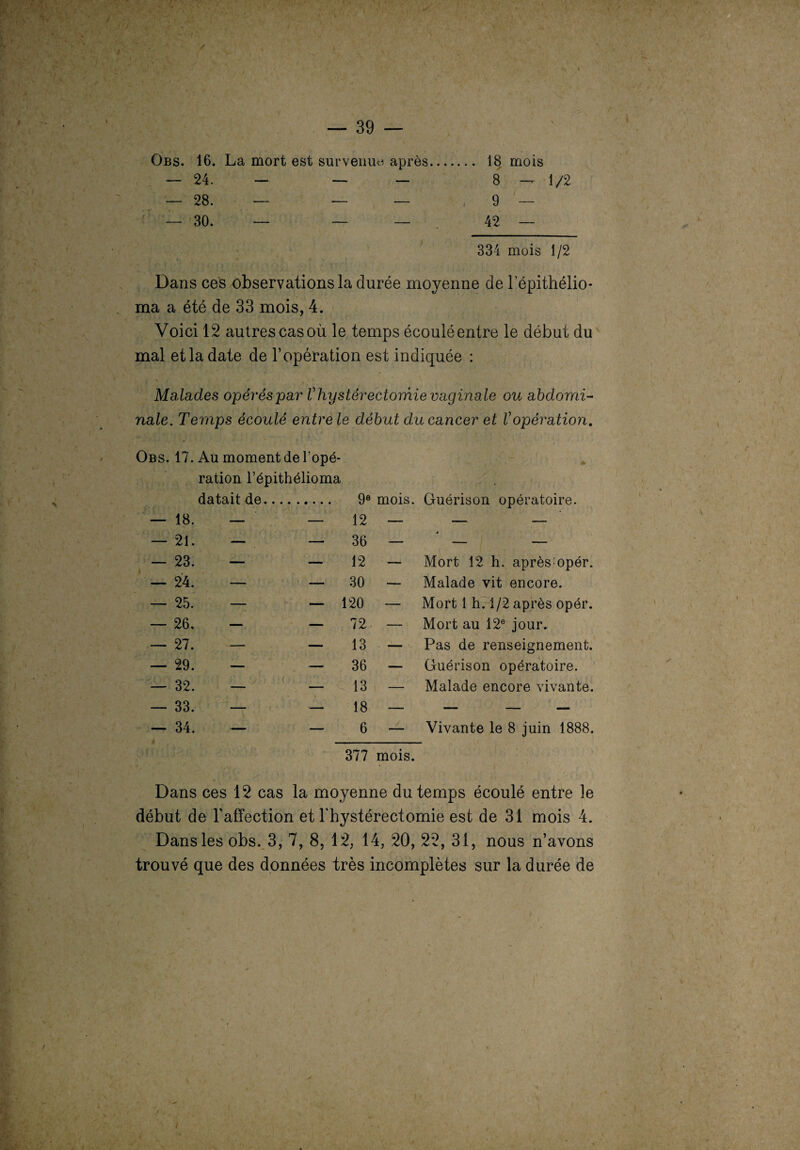 — 39 —
Obs. 16. La mort est survenue après....... 18 mois
— 24. — — — 8 — 1/2
— 28. — — — 9 —
— 30. — — — 42 —
334 mois 1/2
Dans ces observations la durée moyenne de l'épithélio-
ma a été de 33 mois, 4.
Voici 12 autres cas où le temps écoulé entre le début du
mal et la date de l'opération est indiquée :
Malades opérés par l'hystérectomie vaginale ou abdomi-
nale. Temps écoulé entre le début du cancer et l'opération.
Obs. 17. Au moment de l'opé-
ration l'épithélioma
datait de.......... 9e mois. Guérison opératoire.
— 18. — — 12 — — —
— 21. — — 36 — — —
— 23. — — 12 — Mort 12 h. après opér.
— 24. — — 30 — Malade vit encore.
— 25. — — 120 — Mort 1 h. 1/2 après opér.
— 26. — — 72 — Mort au 12e jour.
— 27. — — 13 — Pas de renseignement.
— 29. — — 36 — Guérison opératoire.
— 32. — — 13 — Malade encore vivante.
— 33. — — 18 — — — —
— 34. — — 6 — Vivante le 8 juin 1888.
377 mois.
Dans ces 12 cas la moyenne du temps écoulé entre le
début de l'affection et l'hystérectomie est de 31 mois 4.
Dans les obs. 3, 7, 8, 12, 14, 20, 22, 31, nous n'avons
trouvé que des données très incomplètes sur la durée de